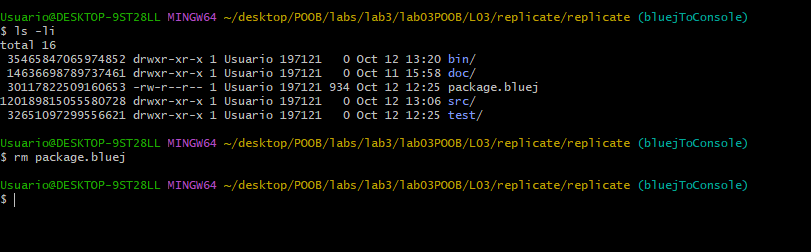 Usuario@DESKTOP-9ST28LL MINGW64 ~/desktop/POOB/labs/lab3/lab03POOB/LO3/replicate/replicate (bluejToConsole)
$ ls -li
total 16
35465847065974852 drwxr-xr-x 1 Usuario 197121 0 Oct 12 13:20 bin/
14636698789737461 drwxr-xr-x 1 Usuario 197121 0 Oct 11 15:58 doc/
30117822509160653 -rw-r--r-- 1 Usuario 197121 934 Oct 12 12:25 package.bluej
120189815055580728 drwxr-xr-x 1 Usuario 197121 0 Oct 12 13:06 src/
32651097299556621 drwxr-xr-x 1 Usuario 197121 0 Oct 12 12:25 test/
Usuario@DESKTOP-9ST28LL MINGW64 ~/desktop/POOB/labs/lab3/lab03POOB/LO3/replicate/replicate (bluejToConsole)
$ rm package.bluej
Usuario@DESKTOP-9ST28LL MINGW64 ~/desktop/POOB/labs/lab3/lab03POOB/LO3/replicate/replicate (bluejToConsole)
$